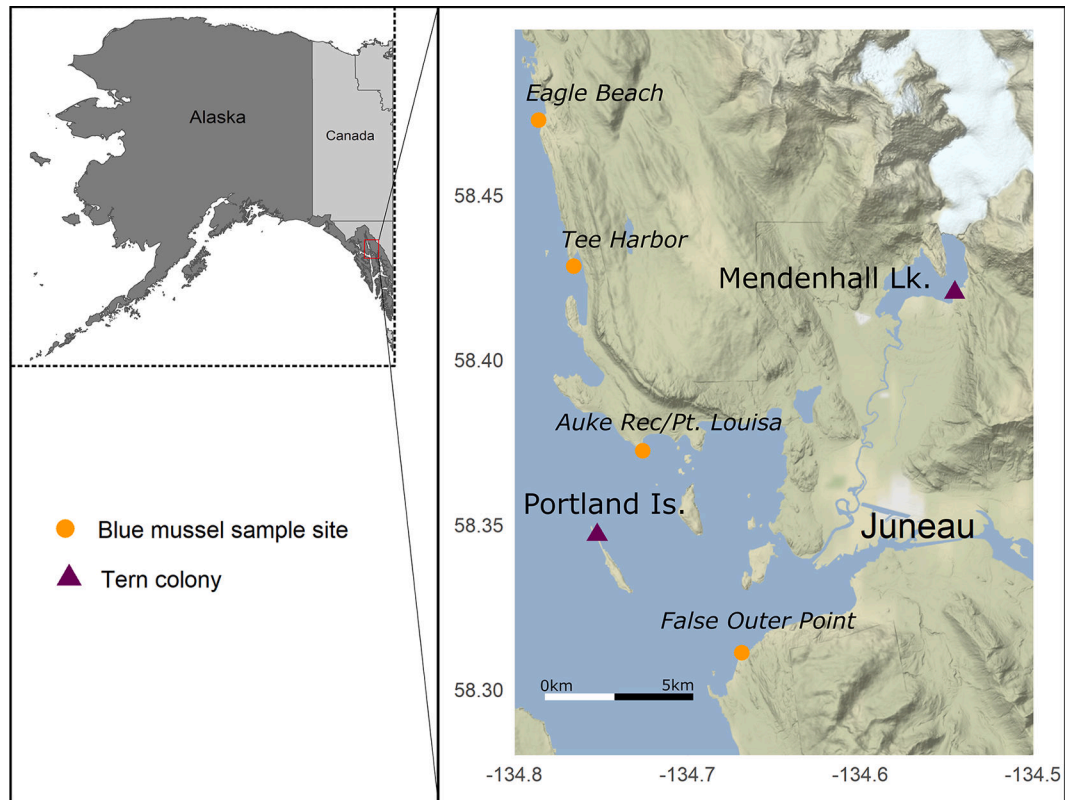 Alaska
Canada
Blue mussel sample site
Tern colony
Eagle Beach
58.45
Tee Harbor
Mendenhall Lk.
58.40
Auke Rec/Pt. Louisa
Portland Is.
58.35
Juneau
False Outer Point
58.30
0km 5km
-134.8 -134.7 -134.6 -134.5